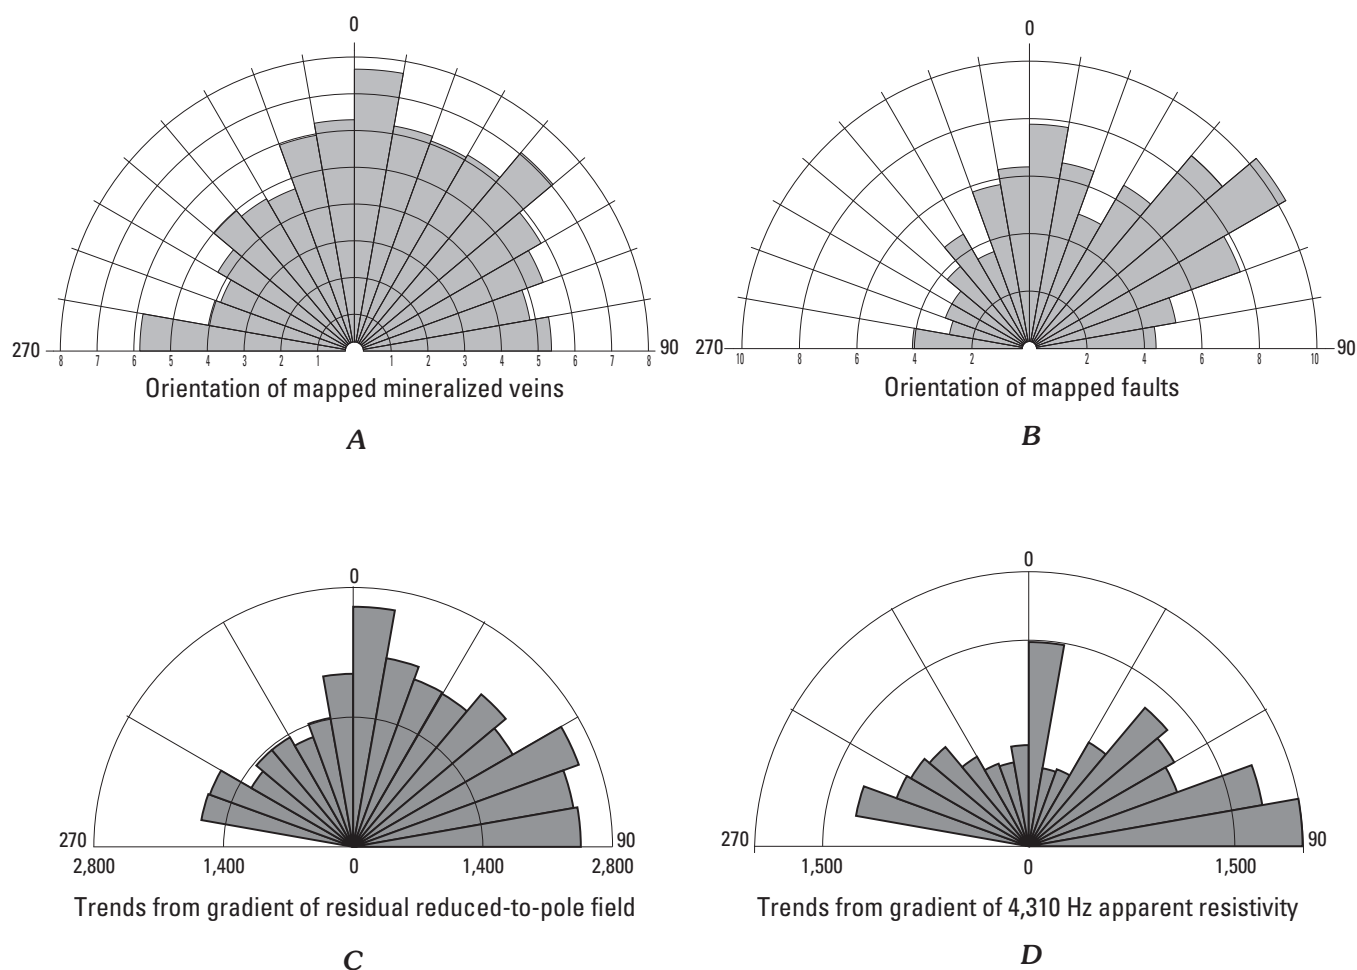 0
270 90
8 7 6 5 4 3 2 1 1 2 3 4 5 6 7 8
Orientation of mapped mineralized veins
A
0
270 90
10 8 6 4 2 2 4 6 8 10
Orientation of mapped faults
B
0
270 90
2,800 1,400 0 1,400 2,800
Trends from gradient of residual reduced-to-pole field
C
0
270 90
1,500 0 1,500
Trends from gradient of 4,310 Hz apparent resistivity
D